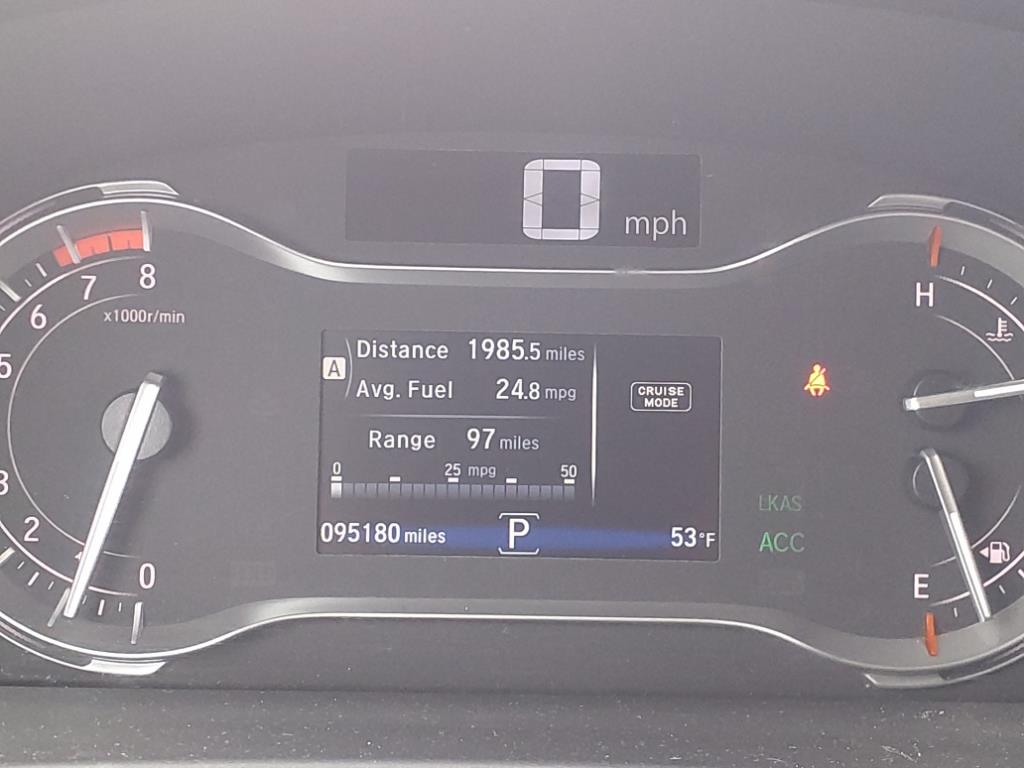 0 mph
8
7
6
5
x1000r/min
3
2
0
A
Distance 1985.5 miles
Avg. Fuel 24.8 mpg
Range 97 miles
0 25 mpg 50
095180 miles P 53°F
CRUISE
MODE
LKAS
ACC
H
E